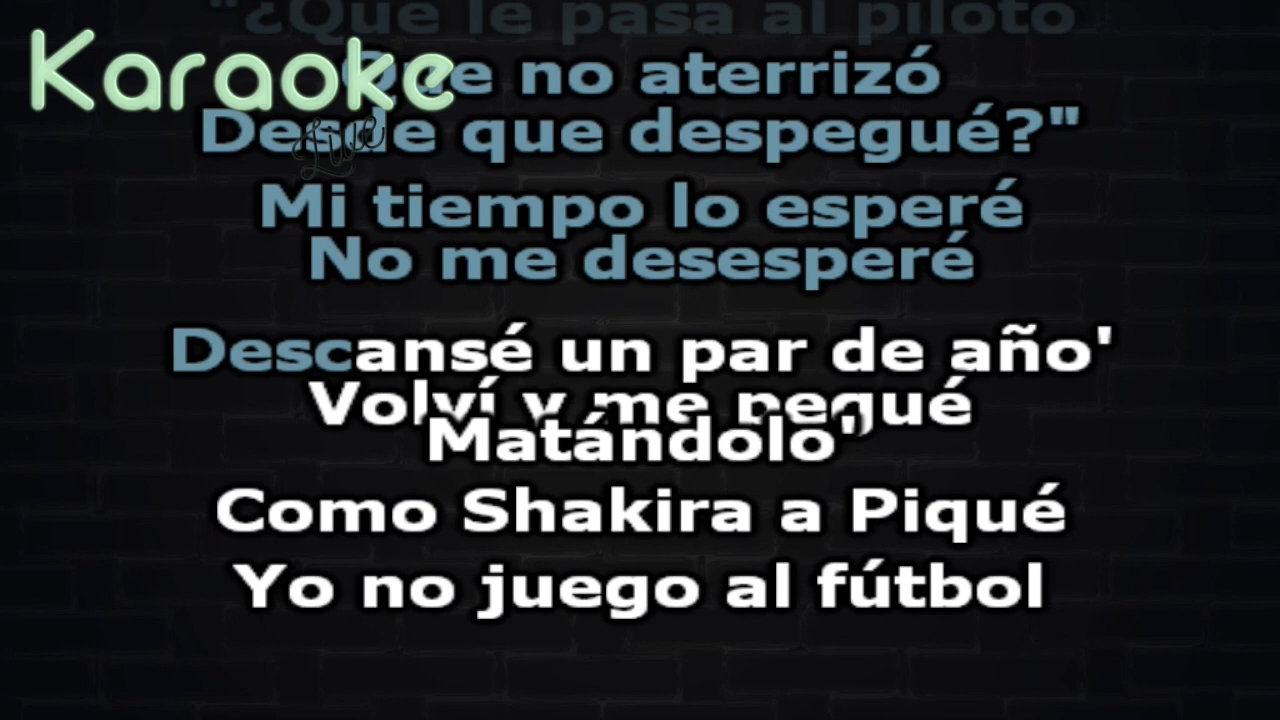 "¿Qué le pasa al piloto
Karaoke
Que no aterrizó
Live
Desde que despegué?"
Mi tiempo lo esperé
No me desesperé
Descansé un par de año'
Volví y me pegué
Matándolo'
Como Shakira a Piqué
Yo no juego al fútbol